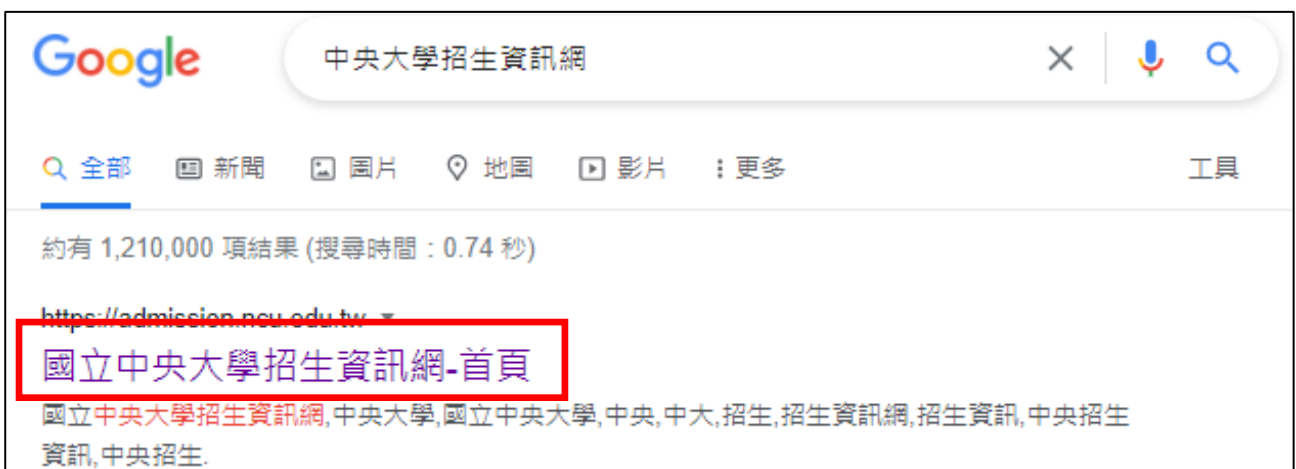 Google 中央大學招生資訊網
全部 新聞 圖片 地圖 影片 更多 工具
約有 1,210,000 項結果 (搜尋時間：0.74 秒)
https://admission.ncu.edu.tw
國立中央大學招生資訊網-首頁
國立中央大學招生資訊網,中央大學,國立中央大學,中央,中大,招生,招生資訊網,招生資訊,中央招生
資訊,中央招生.